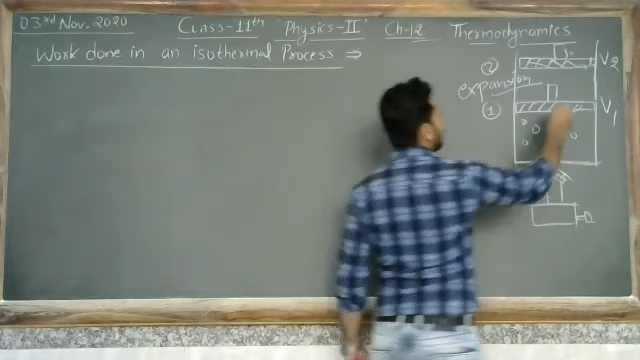 03rd Nov. 2020 Class-11th "Physics-II" Ch-12 Thermodynamics
Work done in an isothermal Process ⇒
V2
②
expansion
①
V1